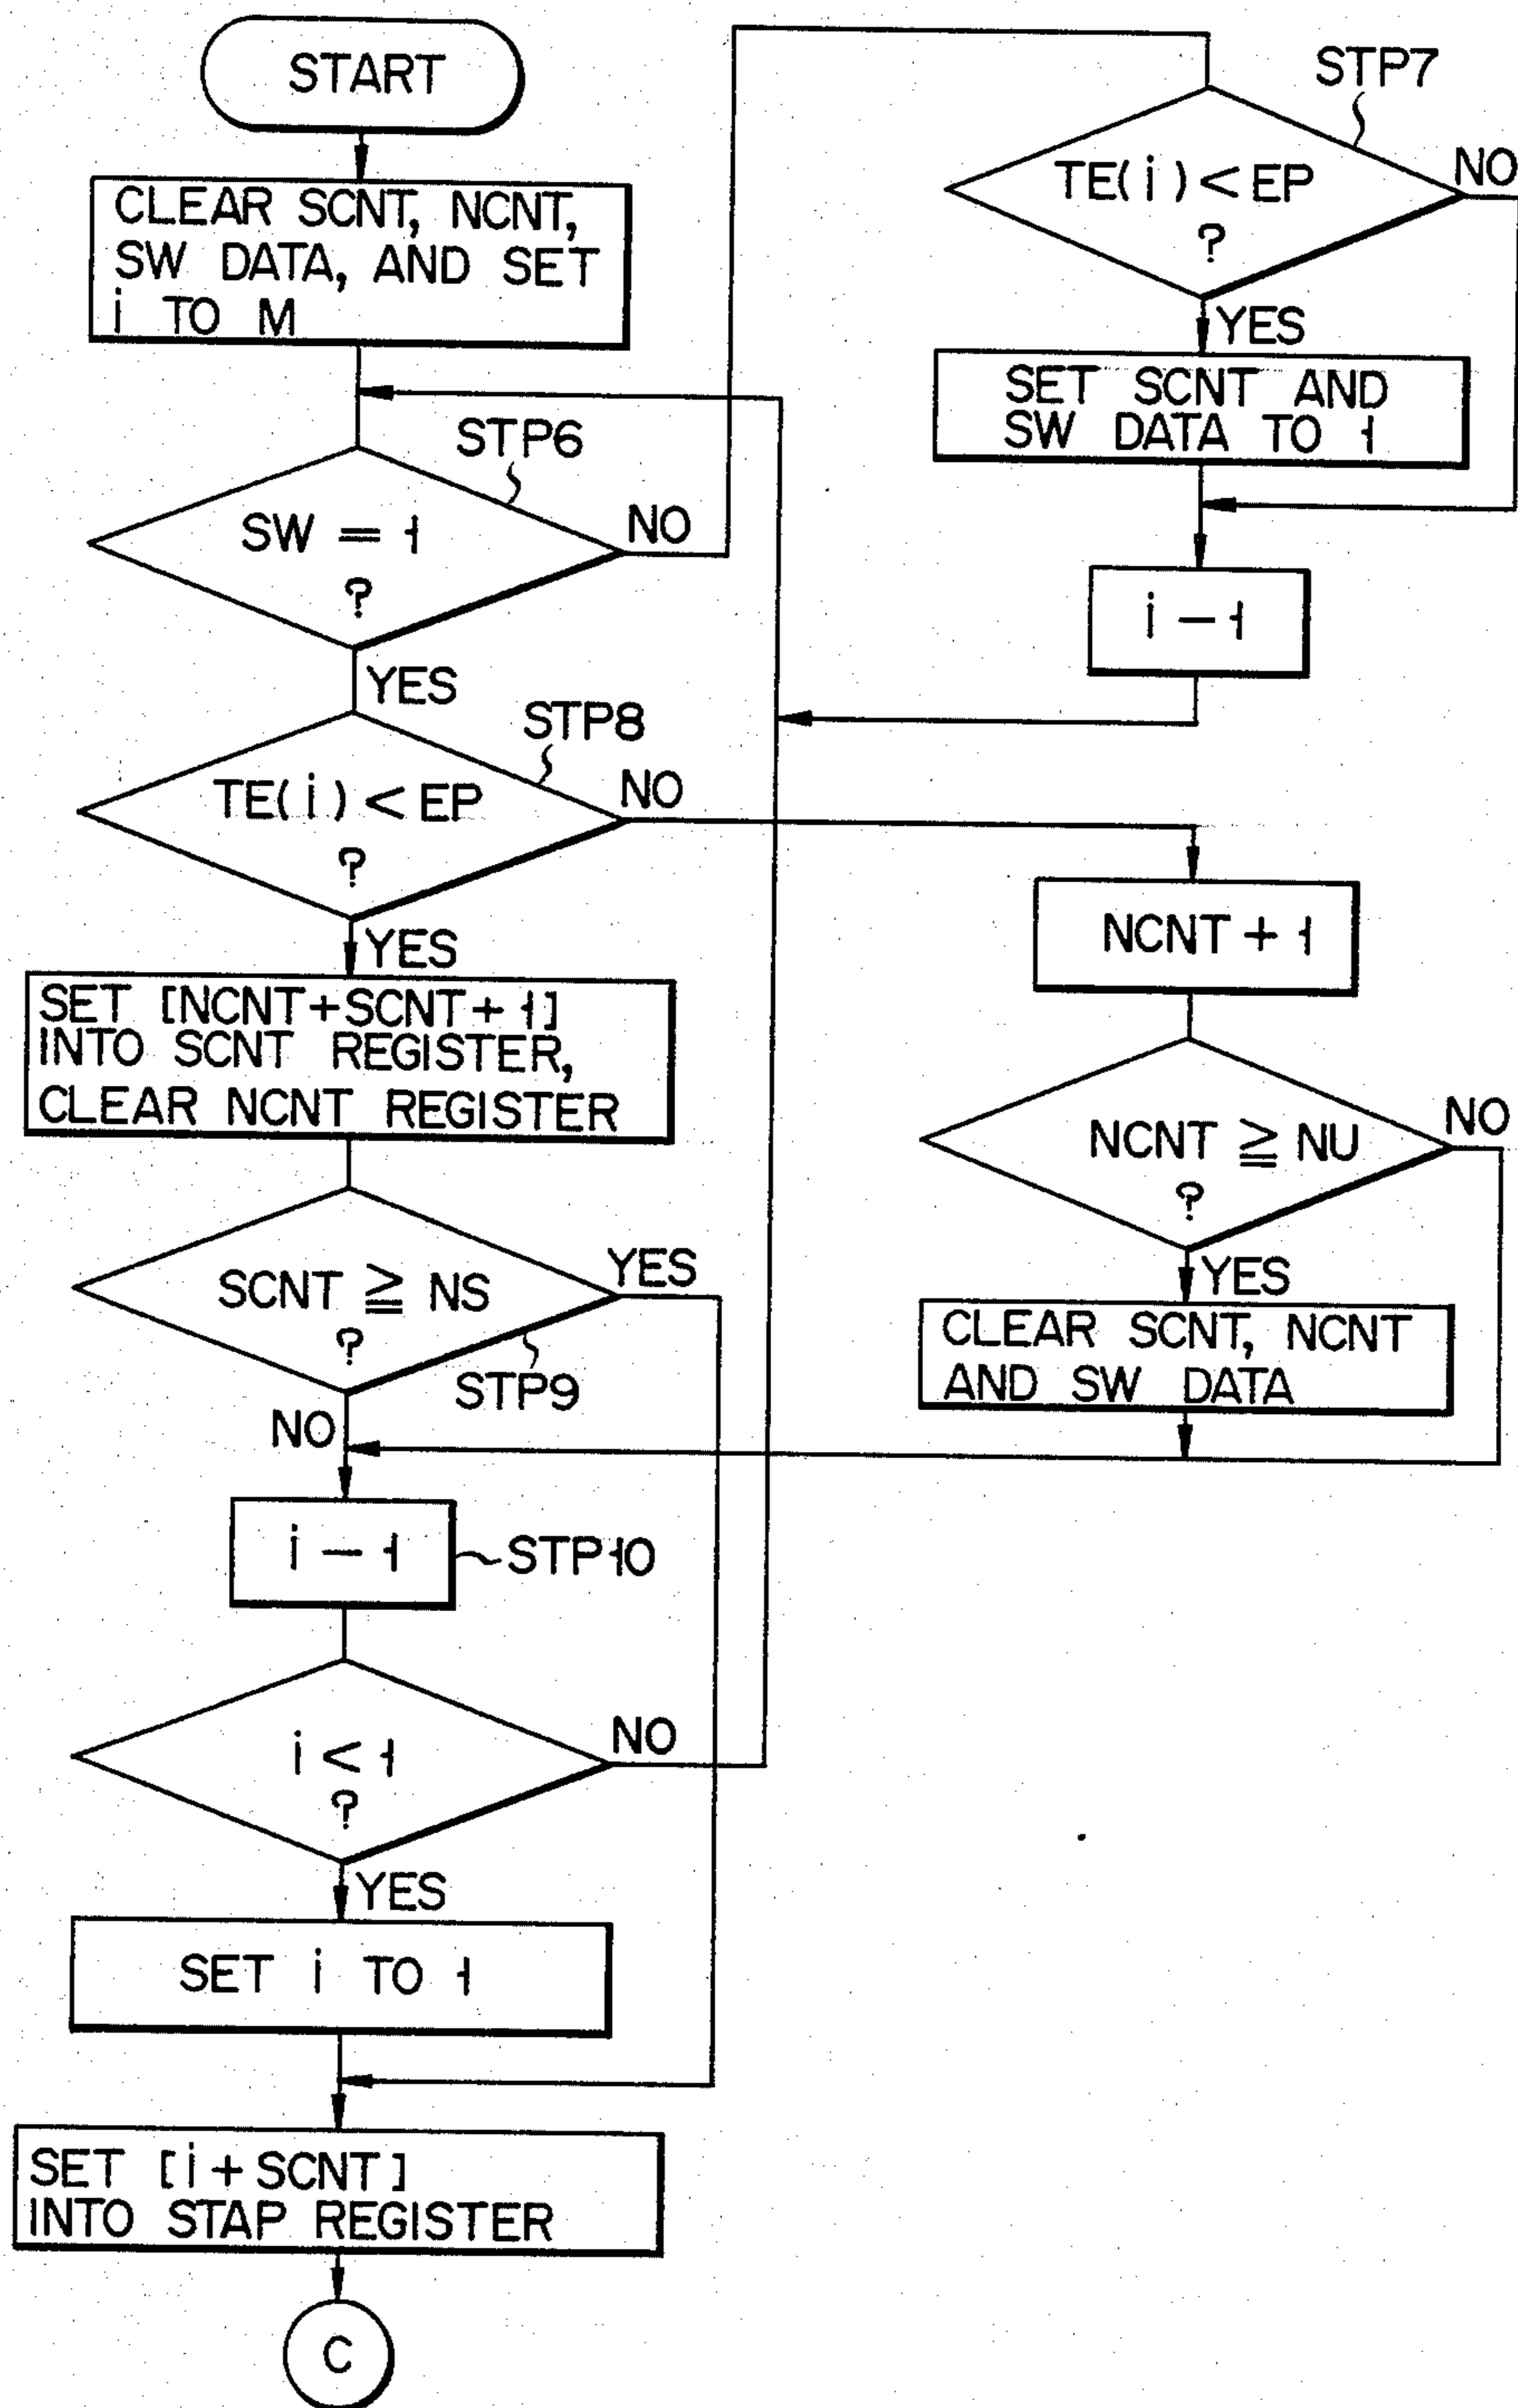 START
CLEAR SCNT, NCNT,
SW DATA, AND SET
i TO M
STP6
SW = 1
?
NO
YES
STP8
TE(i) < EP
?
NO
YES
SET [NCNT+SCNT+1]
INTO SCNT REGISTER,
CLEAR NCNT REGISTER
SCNT ≧ NS
?
YES
STP9
NO
i - 1
STP10
i < 1
?
NO
YES
SET i TO 1
SET [i+SCNT]
INTO STAP REGISTER
C
STP7
TE(i) < EP
?
NO
YES
SET SCNT AND
SW DATA TO 1
i - 1
NCNT + 1
NCNT ≧ NU
?
NO
YES
CLEAR SCNT, NCNT
AND SW DATA